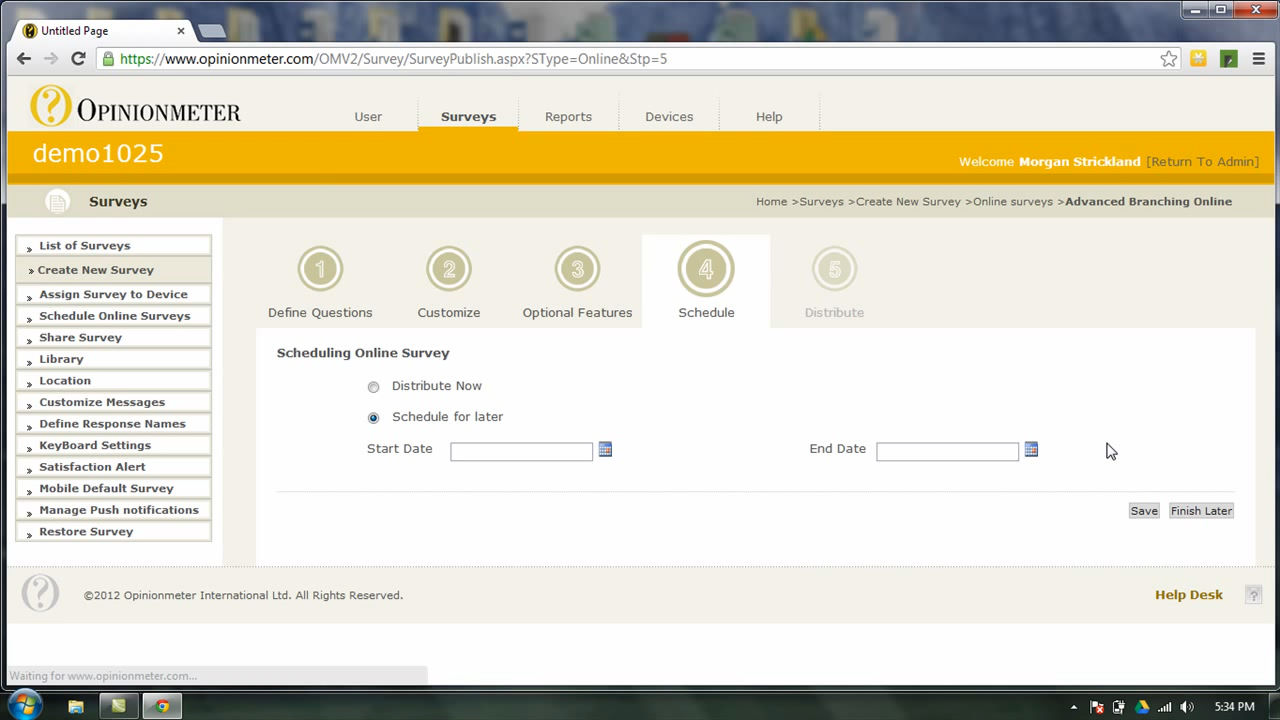 Untitled Page
https://www.opinionmeter.com/OMV2/Survey/SurveyPublish.aspx?SType=Online&Stp=5
OPINIONMETER
User
Surveys
Reports
Devices
Help
demo1025
Welcome Morgan Strickland [Return To Admin]
Surveys
Home >Surveys >Create New Survey >Online surveys >Advanced Branching Online
List of Surveys
Create New Survey
Assign Survey to Device
Schedule Online Surveys
Share Survey
Library
Location
Customize Messages
Define Response Names
KeyBoard Settings
Satisfaction Alert
Mobile Default Survey
Manage Push notifications
Restore Survey
1
2
3
4
5
Define Questions
Customize
Optional Features
Schedule
Distribute
Scheduling Online Survey
Distribute Now
Schedule for later
Start Date
End Date
Save
Finish Later
©2012 Opinionmeter International Ltd. All Rights Reserved.
Help Desk
?
Waiting for www.opinionmeter.com...
5:34 PM